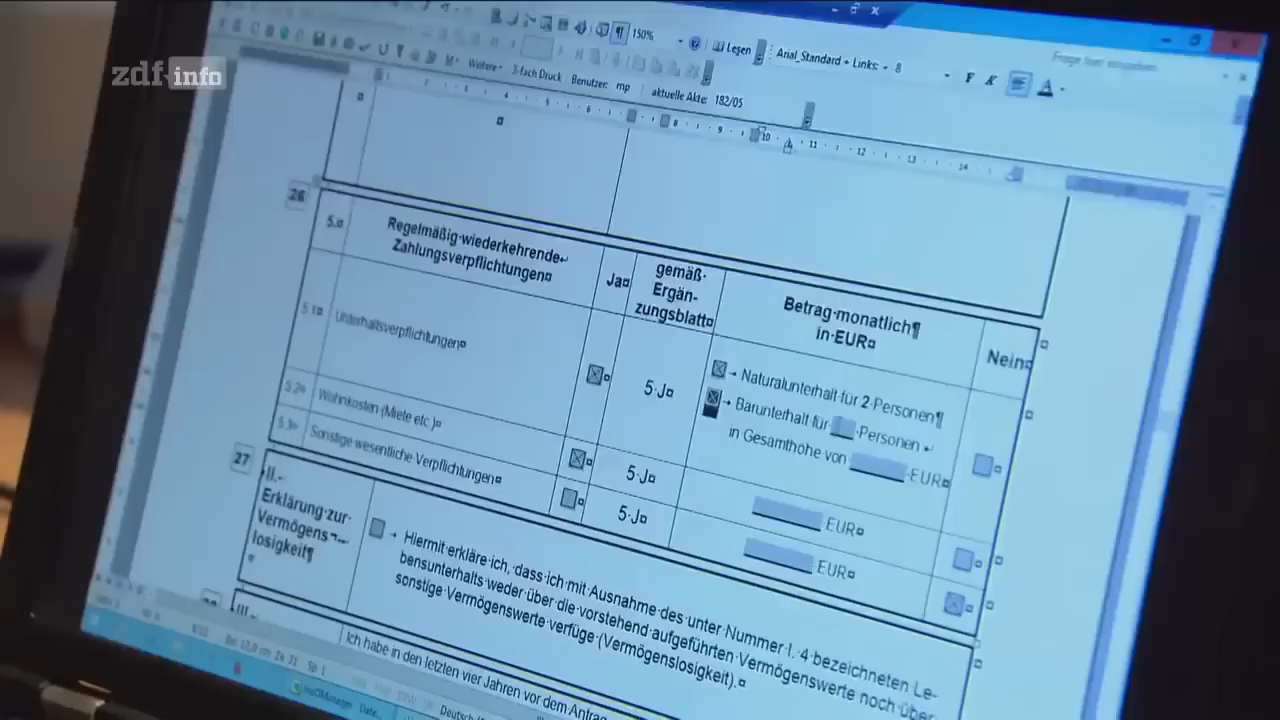 zdf info
150%
Lesen
Arial_Standard + Links: + 8
F K
Weitere
3-fach Druck
Benutzer: mp
aktuelle Akte: 182/05
26
5.¤
Regelmäßig·wiederkehrende↵
Zahlungsverpflichtungen¤
Ja¤
gemäß·
Ergän-
zungsblatt¤
Betrag·monatlich¶
in·EUR¤
Nein¤
5.1¤
Unterhaltsverpflichtungen¤
5·J¤
→ Naturalunterhalt·für·2·Personen¶
→ Barunterhalt·für· ·Personen·↵
in·Gesamthöhe·von· ·EUR¤
5.2¤
Wohnkosten·(Miete·etc.)¤
5·J¤
EUR¤
5.3¤
Sonstige·wesentliche·Verpflichtungen¤
5·J¤
EUR¤
27
II.
Erklärung·zur·
Vermögens¬
losigkeit¶
→ Hiermit·erkläre·ich,·dass·ich·mit·Ausnahme·des·unter·Nummer·I.·4·bezeichneten·Le-
bensunterhalts·weder·über·die·vorstehend·aufgeführten·Vermögenswerte·noch·über·
sonstige·Vermögenswerte·verfüge·(Vermögenslosigkeit).¤
III.
Ich·habe·in·den·letzten·vier·Jahren·vor·dem·Antrag
Sp 1
Deutsch